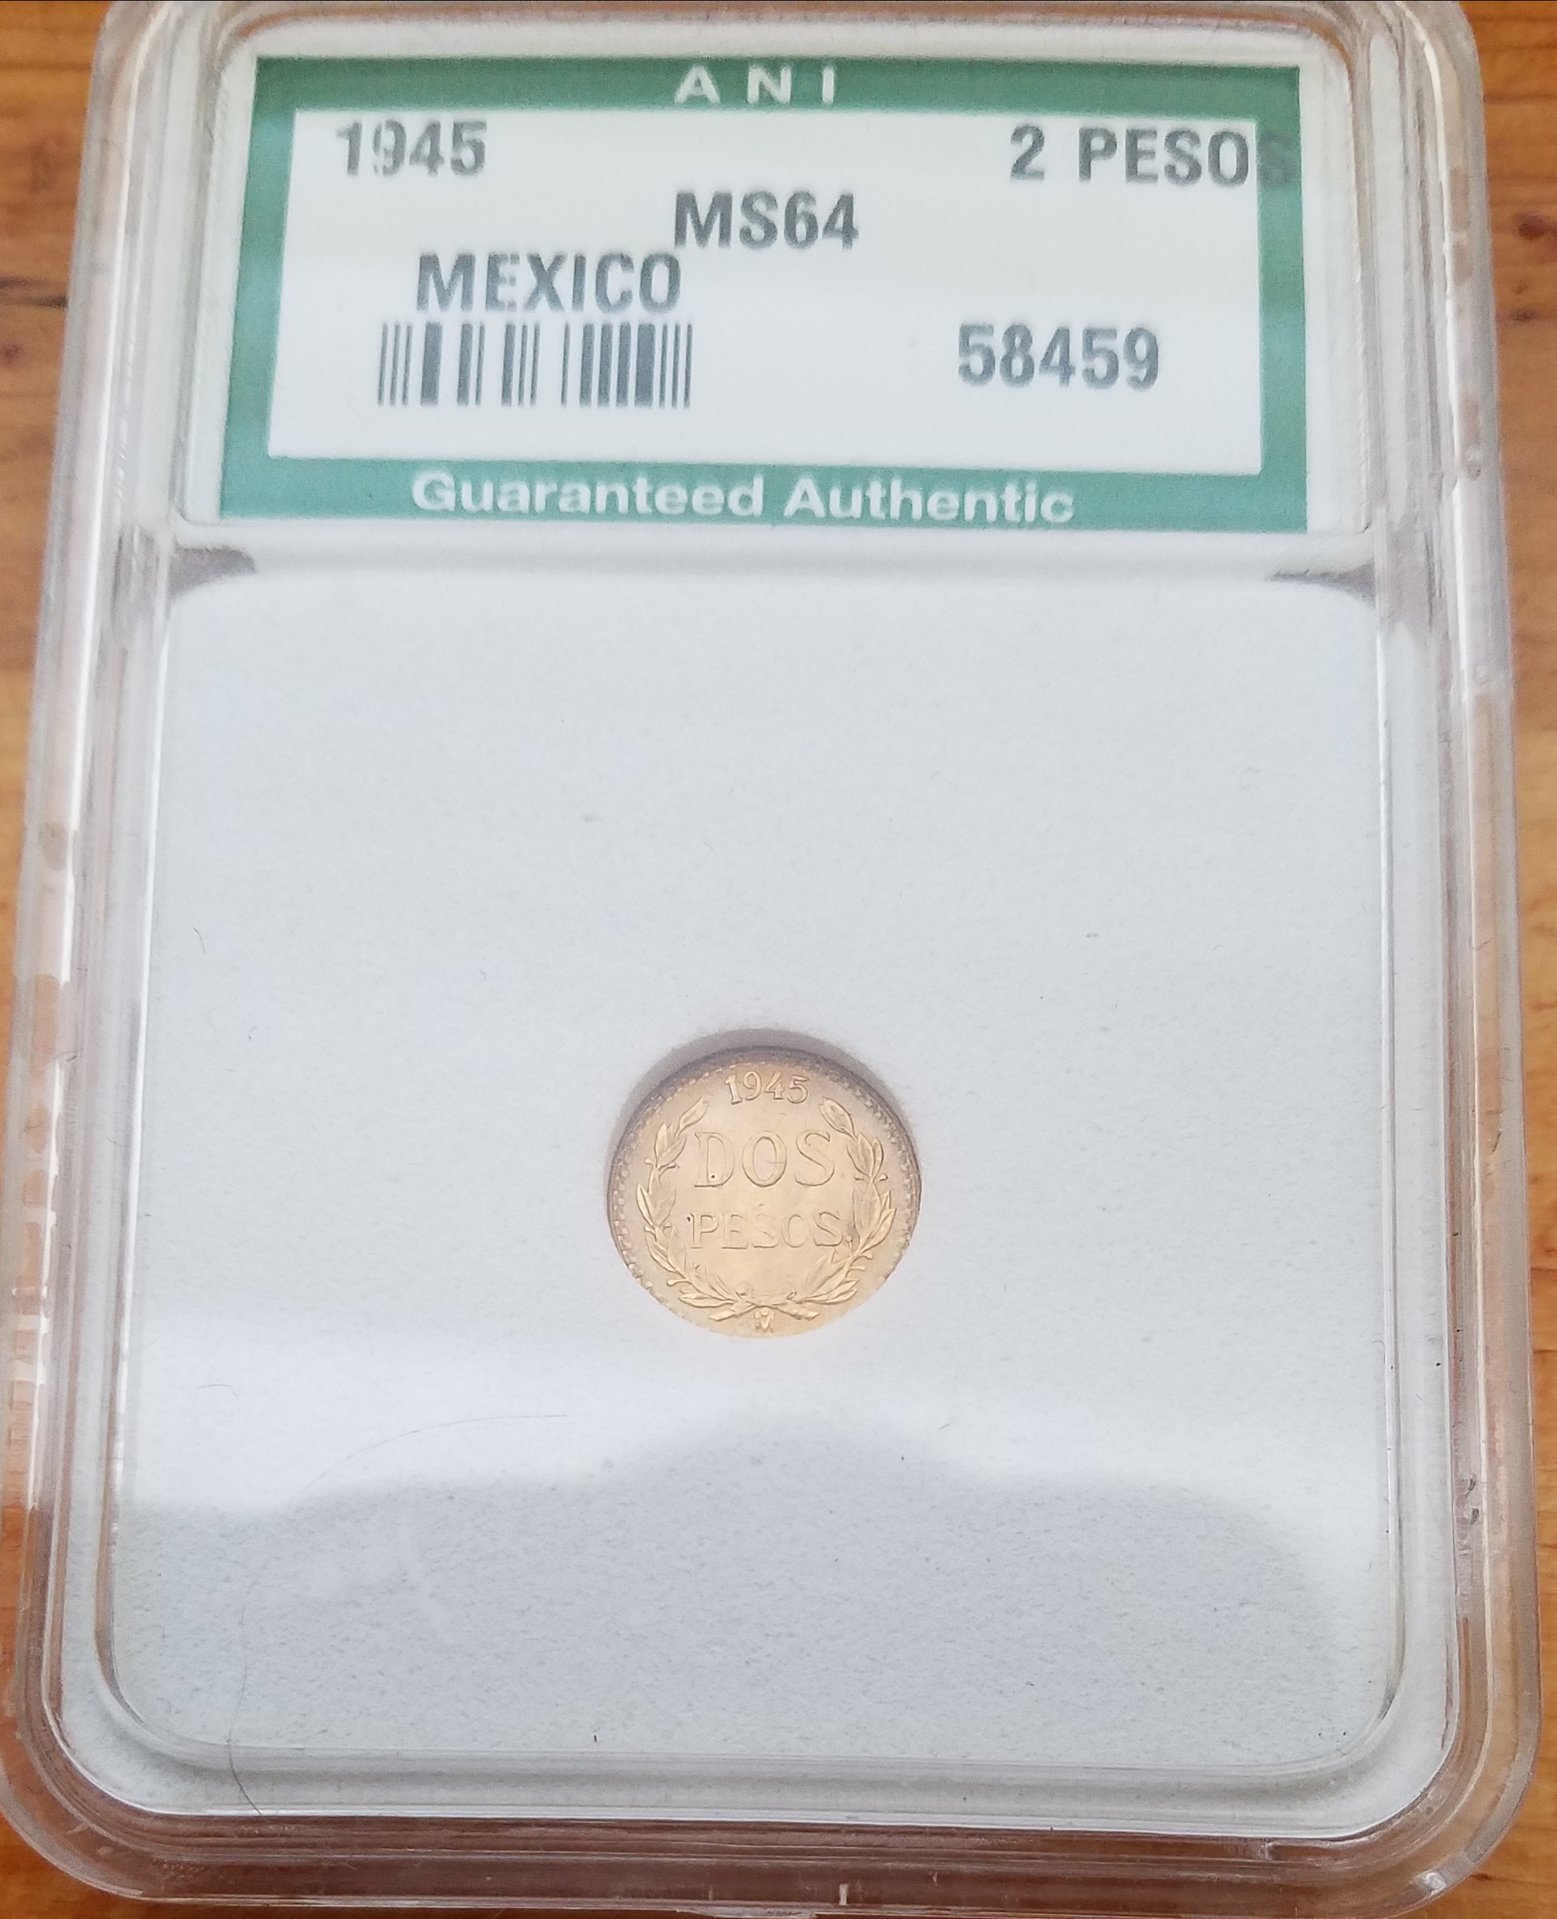 ANI
1945 2 PESOS
MS64
MEXICO
58459
Guaranteed Authentic
1945
DOS
PESOS
M